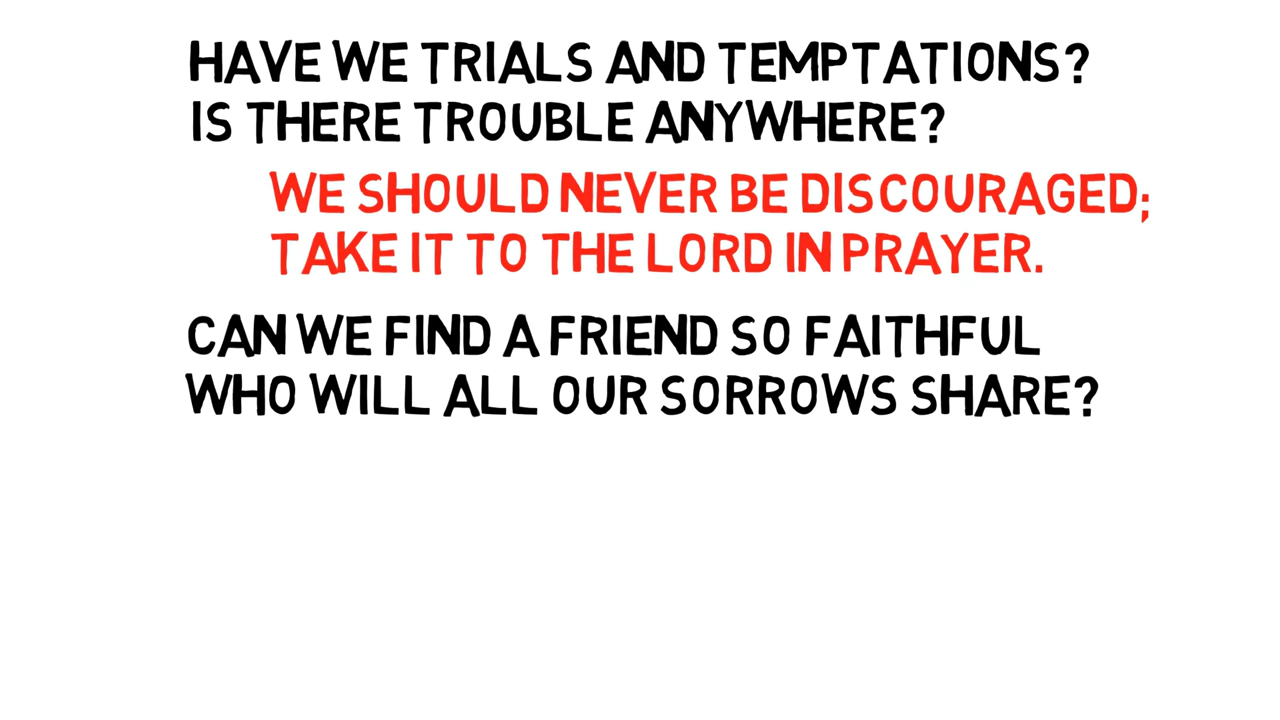 HAVE WE TRIALS AND TEMPTATIONS?
IS THERE TROUBLE ANYWHERE?
WE SHOULD NEVER BE DISCOURAGED;
TAKE IT TO THE LORD IN PRAYER.
CAN WE FIND A FRIEND SO FAITHFUL
WHO WILL ALL OUR SORROWS SHARE?